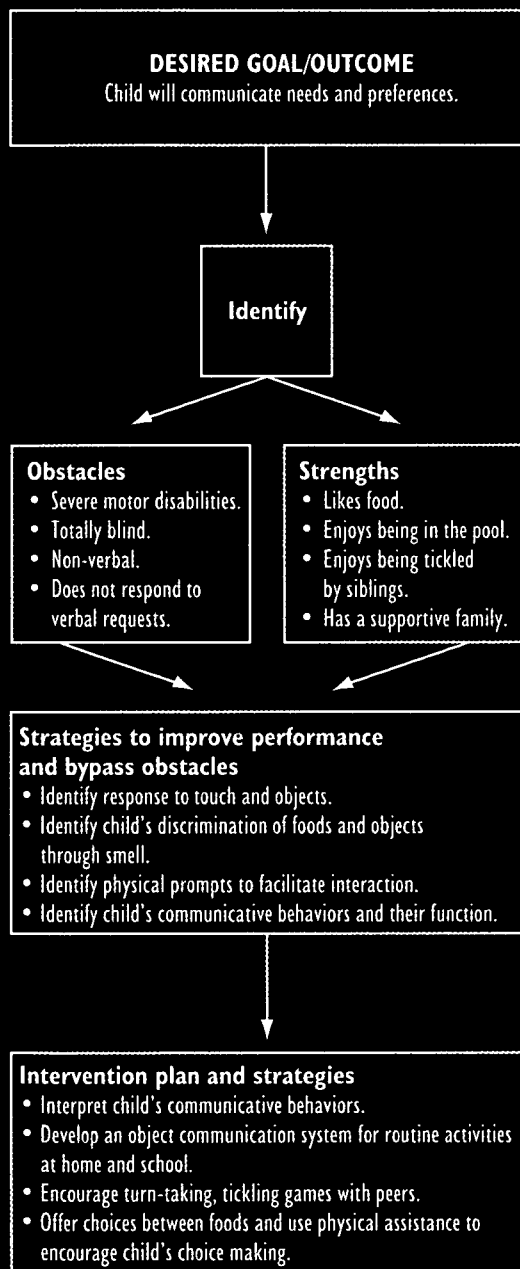 DESIRED GOAL/OUTCOME
Child will communicate needs and preferences.
Identify
Obstacles
• Severe motor disabilities.
• Totally blind.
• Non-verbal.
• Does not respond to
verbal requests.
Strengths
• Likes food.
• Enjoys being in the pool.
• Enjoys being tickled
by siblings.
• Has a supportive family.
Strategies to improve performance
and bypass obstacles
• Identify response to touch and objects.
• Identify child's discrimination of foods and objects
through smell.
• Identify physical prompts to facilitate interaction.
• Identify child's communicative behaviors and their function.
Intervention plan and strategies
• Interpret child's communicative behaviors.
• Develop an object communication system for routine activities
at home and school.
• Encourage turn-taking, tickling games with peers.
• Offer choices between foods and use physical assistance to
encourage child's choice making.